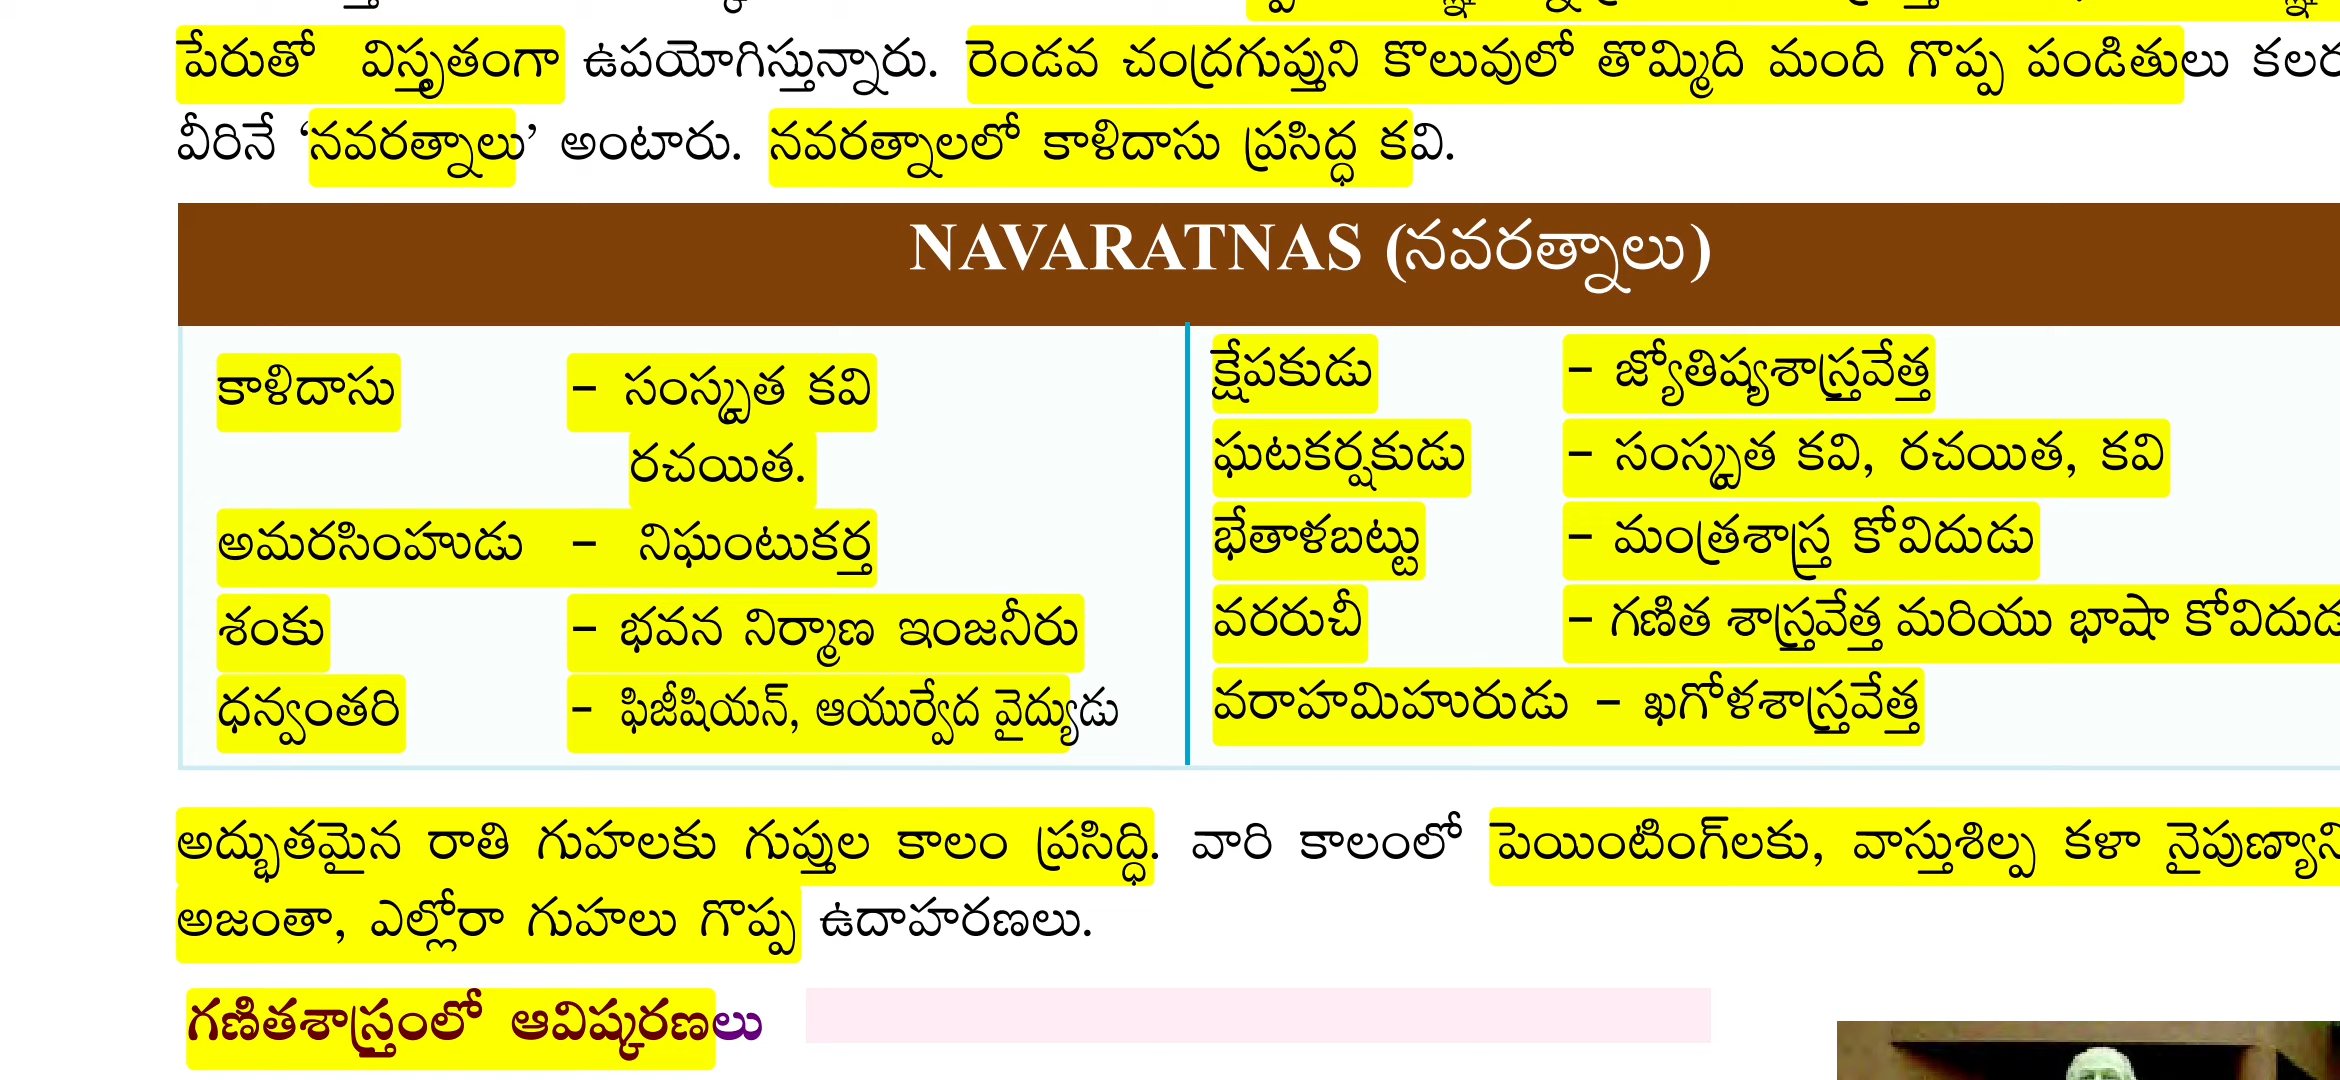 పేరుతో విస్తృతంగా ఉపయోగిస్తున్నారు. రెండవ చంద్రగుప్తుని కొలువులో తొమ్మిది మంది గొప్ప పండితులు
వీరినే ‘నవరత్నాలు’ అంటారు. నవరత్నాలలో కాళిదాసు ప్రసిద్ధ కవి.
NAVARATNAS (నవరత్నాలు)
కాళిదాసు – సంస్కృత కవి
రచయిత.
అమరసింహుడు – నిఘంటుకర్త
శంకు – భవన నిర్మాణ ఇంజనీరు
ధన్వంతరి – ఫిజీషియన్, ఆయుర్వేద వైద్యుడు
క్షేపకుడు – జ్యోతిష్యశాస్త్రవేత్త
ఘటకర్షకుడు – సంస్కృత కవి, రచయిత, కవి
భేతాళబట్టు – మంత్రశాస్త్ర కోవిదుడు
వరరుచీ – గణిత శాస్త్రవేత్త మరియు భాషా
వరాహమిహురుడు – ఖగోళశాస్త్రవేత్త
అద్భుతమైన రాతి గుహలకు గుప్తుల కాలం ప్రసిద్ధి. వారి కాలంలో పెయింటింగ్‌లకు, వాస్తుశిల్ప కళా
అజంతా, ఎల్లోరా గుహలు గొప్ప ఉదాహరణలు.
గణితశాస్త్రంలో ఆవిష్కరణలు